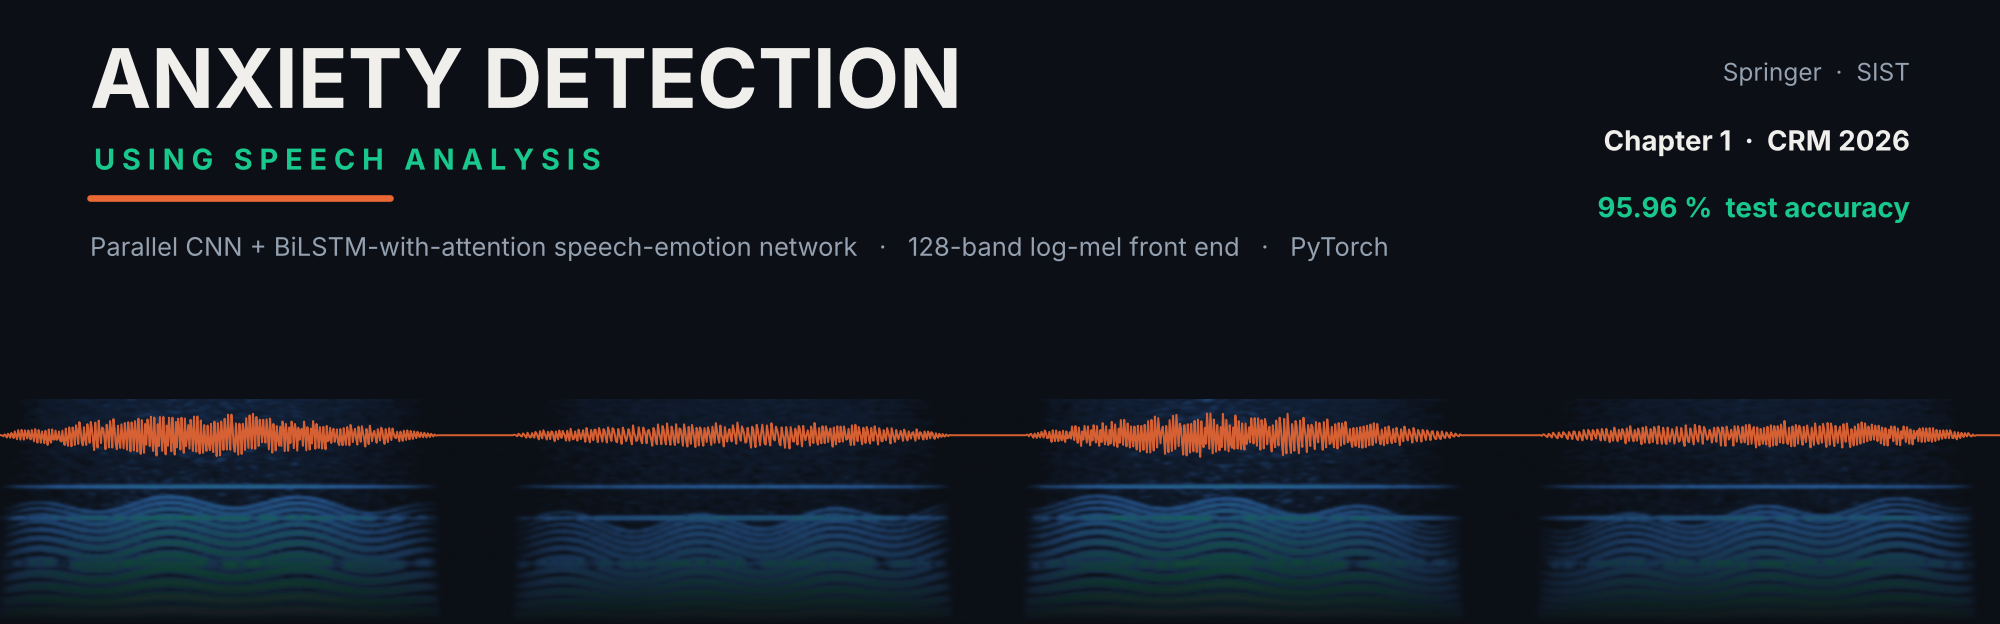 ANXIETY DETECTION
USING SPEECH ANALYSIS
Parallel CNN + BiLSTM-with-attention speech-emotion network · 128-band log-mel front end · PyTorch
Springer · SIST
Chapter 1 · CRM 2026
95.96 % test accuracy